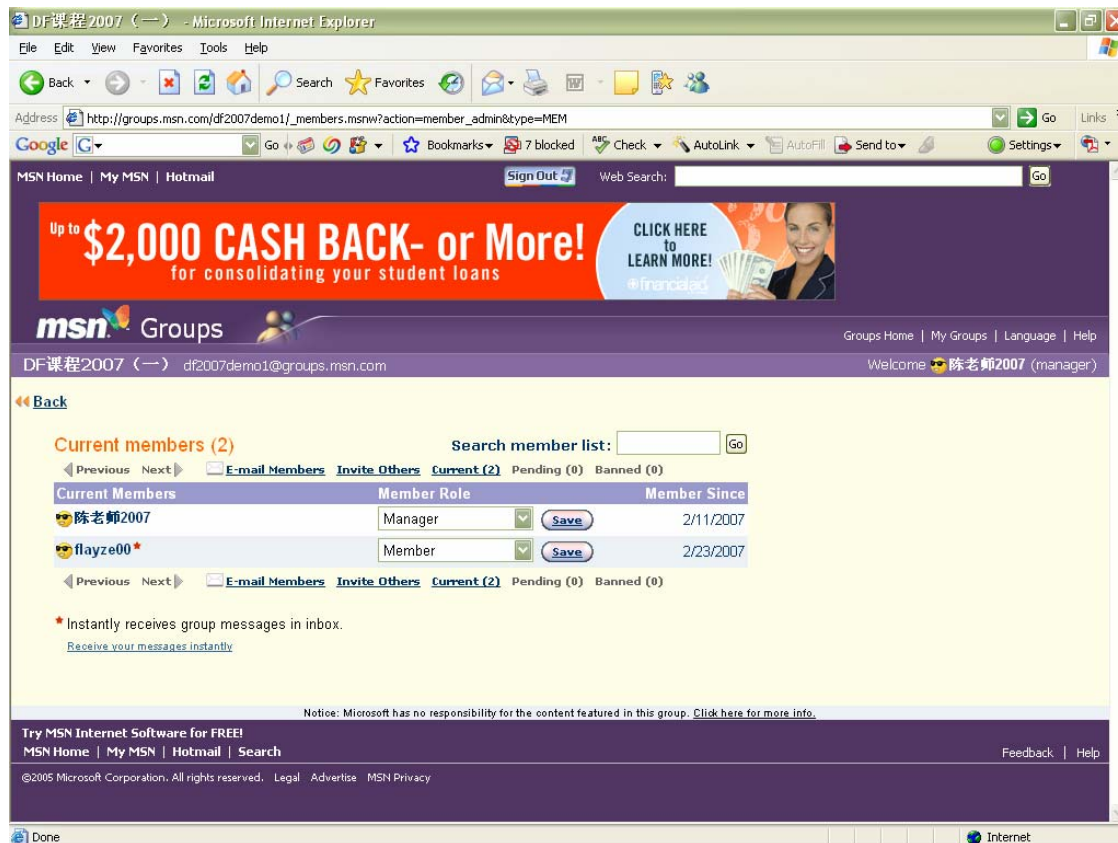 DF课程2007（一） - Microsoft Internet Explorer
File Edit View Favorites Tools Help
Back Search Favorites
Address http://groups.msn.com/df2007demo1/_members.msnw?action=member_admin&type=MEM Go Links
Google G Go Bookmarks 7 blocked ABC Check AutoLink AutoFill Send to Settings
MSN Home | My MSN | Hotmail Sign Out Web Search: Go
Up to $2,000 CASH BACK- or More!
for consolidating your student loans
CLICK HERE
to
LEARN MORE!
financialaid
msn Groups
Groups Home | My Groups | Language | Help
DF课程2007（一） df2007demo1@groups.msn.com Welcome 陈老师2007 (manager)
Back
Current members (2) Search member list: Go
Previous Next E-mail Members Invite Others Current (2) Pending (0) Banned (0)
Current Members Member Role Member Since
陈老师2007 Manager Save 2/11/2007
flayze00* Member Save 2/23/2007
Previous Next E-mail Members Invite Others Current (2) Pending (0) Banned (0)
* Instantly receives group messages in inbox.
Receive your messages instantly
Notice: Microsoft has no responsibility for the content featured in this group. Click here for more info.
Try MSN Internet Software for FREE!
MSN Home | My MSN | Hotmail | Search Feedback | Help
©2005 Microsoft Corporation. All rights reserved. Legal Advertise MSN Privacy
Done Internet